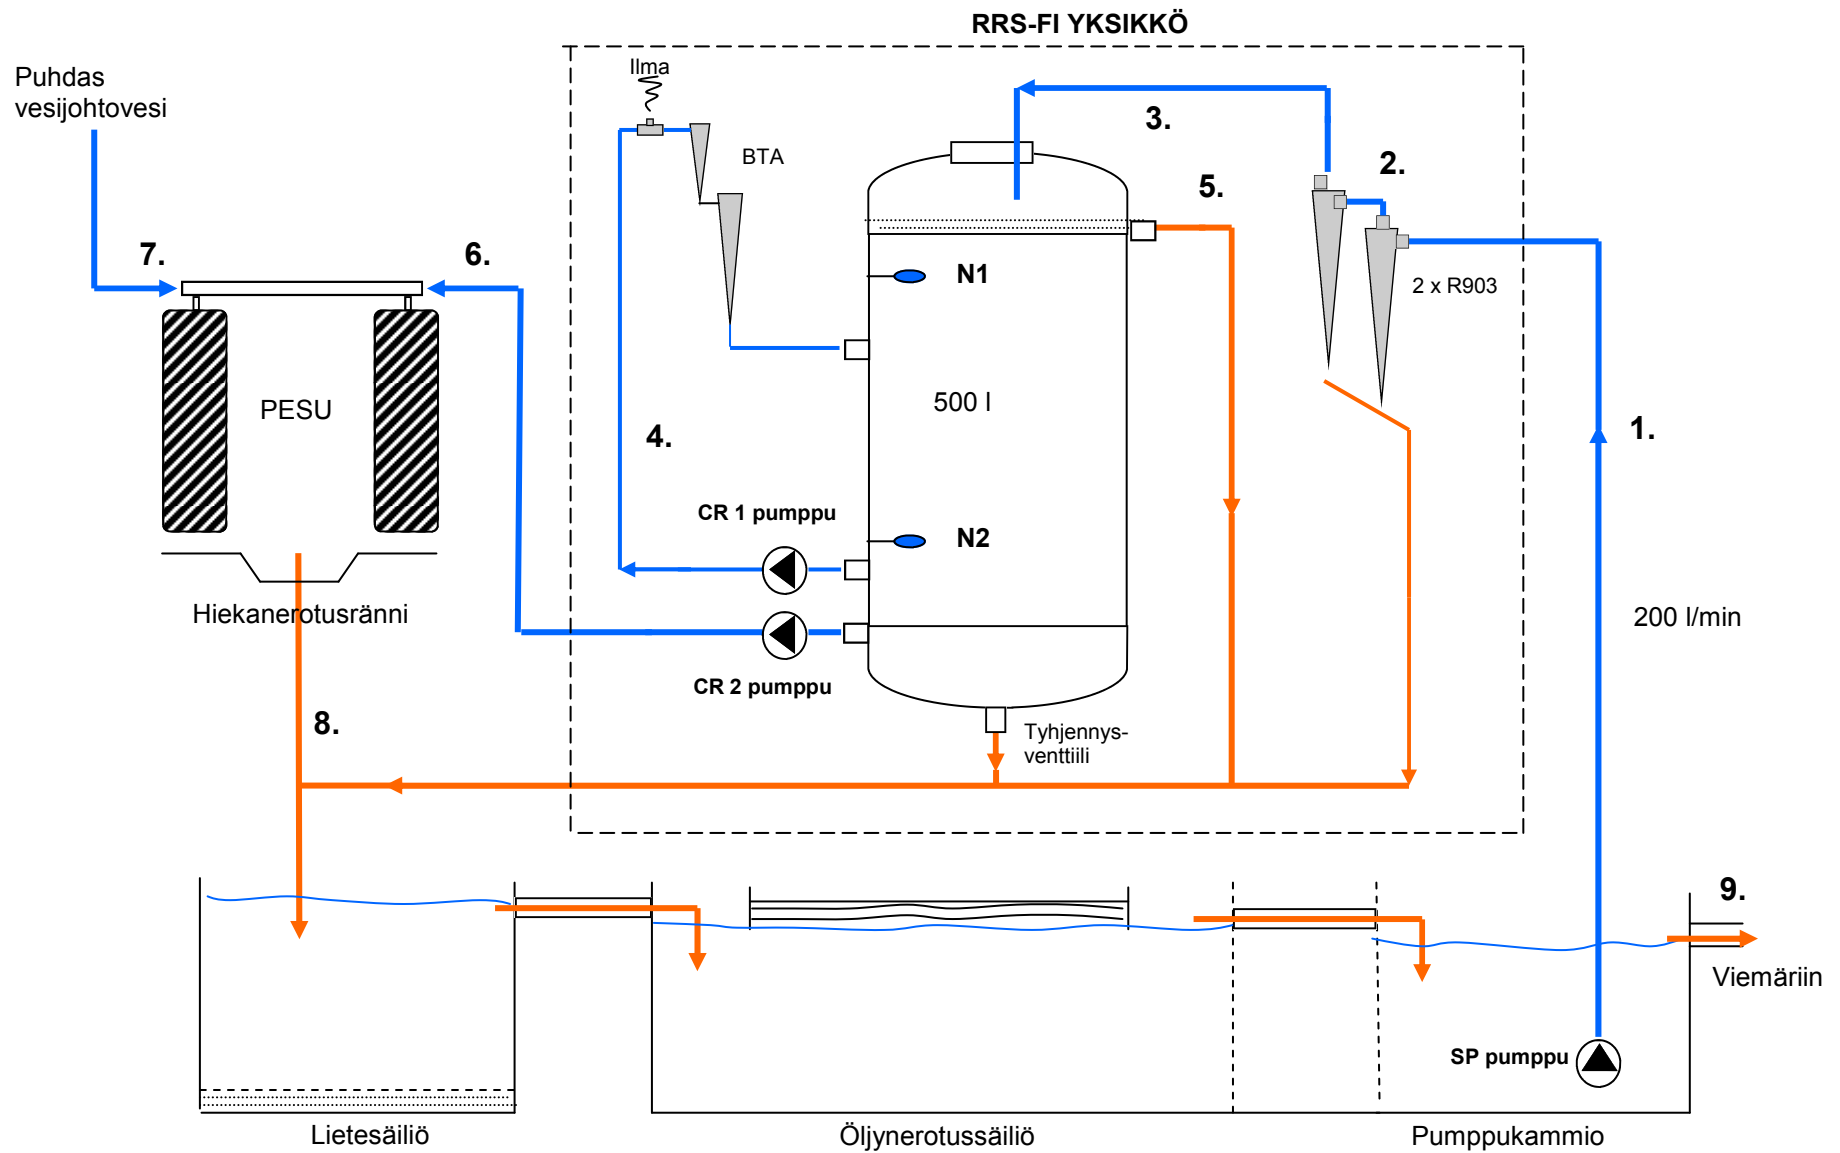 RRS-FI YKSIKKÖ
Puhdas
vesijohtovesi
Ilma
BTA
3.
2.
5.
7.
6.
N1
2 x R903
PESU
500 l
4.
1.
CR 1 pumppu
N2
Hiekanerotusränni
200 l/min
CR 2 pumppu
8.
Tyhjennys-
venttiili
9.
Viemäriin
SP pumppu
Lietesäiliö
Öljynerotussäiliö
Pumppukammio